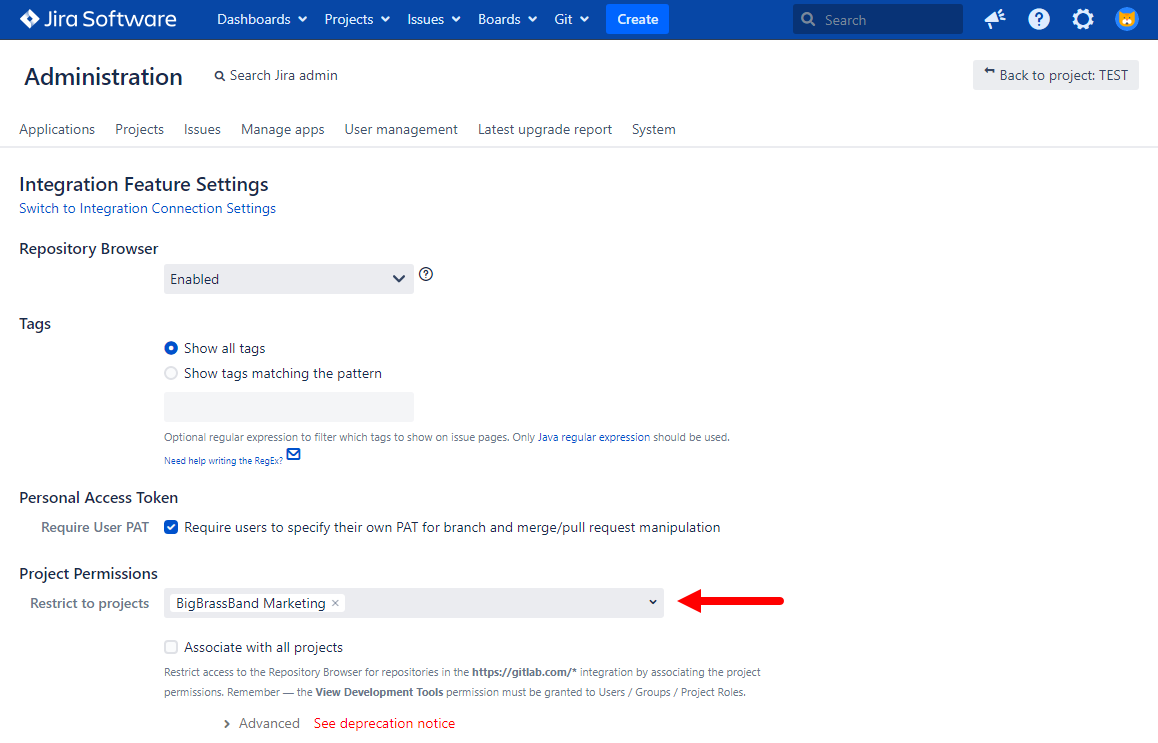 Jira Software Dashboards Projects Issues Boards Git Create Search
Administration Search Jira admin Back to project: TEST
Applications Projects Issues Manage apps User management Latest upgrade report System
Integration Feature Settings
Switch to Integration Connection Settings
Repository Browser
Enabled
Tags
Show all tags
Show tags matching the pattern
Optional regular expression to filter which tags to show on issue pages. Only Java regular expression should be used.
Need help writing the RegEx?
Personal Access Token
Require User PAT Require users to specify their own PAT for branch and merge/pull request manipulation
Project Permissions
Restrict to projects BigBrassBand Marketing ×
Associate with all projects
Restrict access to the Repository Browser for repositories in the https://gitlab.com/* integration by associating the project
permissions. Remember — the View Development Tools permission must be granted to Users / Groups / Project Roles.
Advanced See deprecation notice